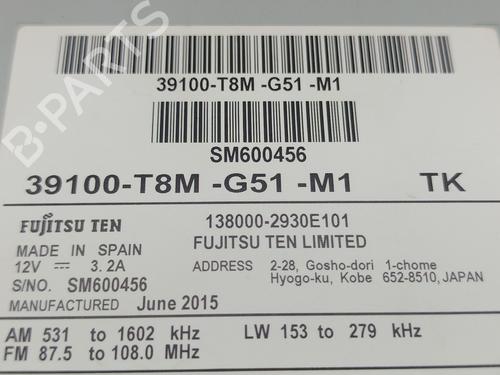 39100-T8M -G51 -M1
SM600456
39100-T8M -G51 -M1 TK
FUJITSU TEN 138000-2930E101
MADE IN SPAIN FUJITSU TEN LIMITED
12V 3.2A ADDRESS 2-28, Gosho-dori 1-chome
Hyogo-ku, Kobe 652-8510, JAPAN
S/NO. SM600456
MANUFACTURED June 2015
AM 531 to 1602 kHz LW 153 to 279 kHz
FM 87.5 to 108.0 MHz
B-PARTS